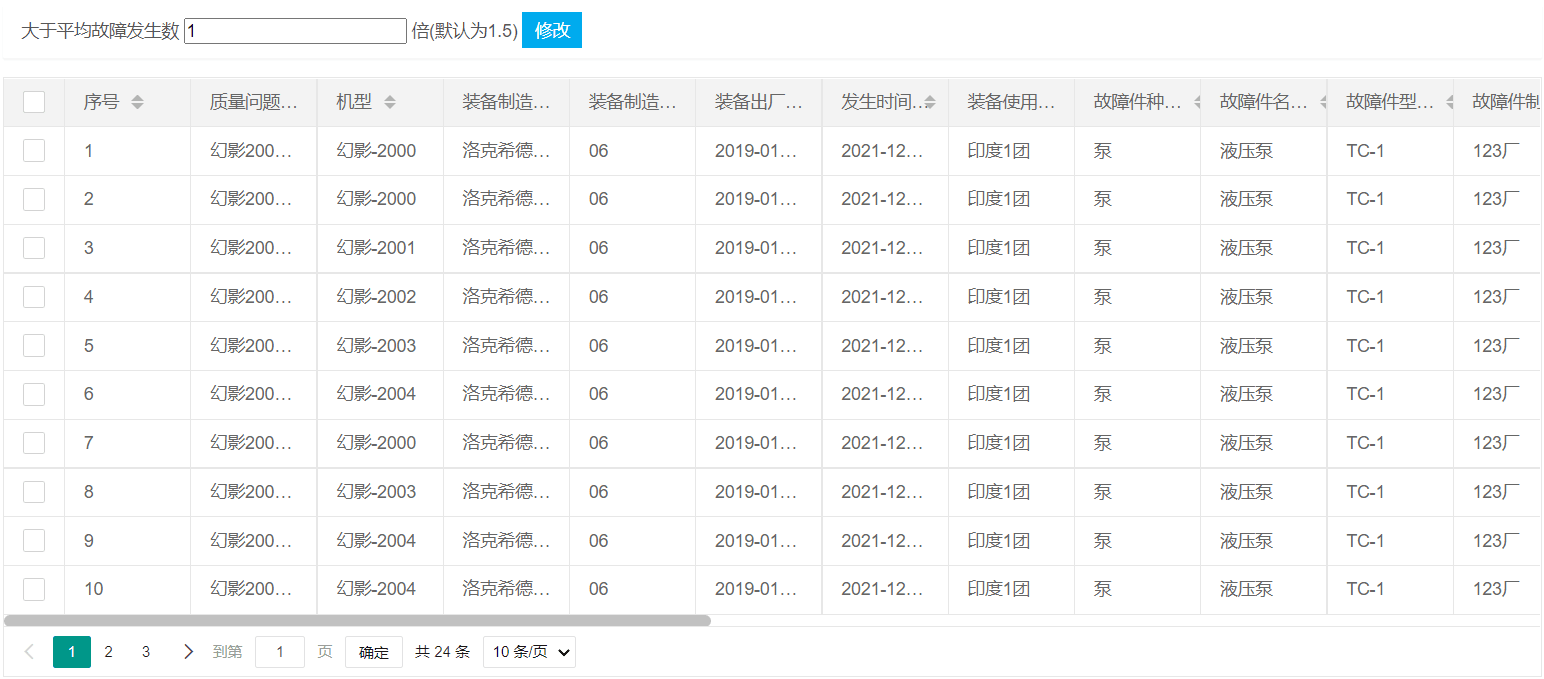 大于平均故障发生数 1 倍(默认为1.5) 修改
序号 质量问题… 机型 装备制造… 装备制造… 装备出厂… 发生时间… 装备使用… 故障件种… 故障件名… 故障件型… 故障件制
1 幻影200… 幻影-2000 洛克希德… 06 2019-01… 2021-12… 印度1团 泵 液压泵 TC-1 123厂
2 幻影200… 幻影-2000 洛克希德… 06 2019-01… 2021-12… 印度1团 泵 液压泵 TC-1 123厂
3 幻影200… 幻影-2001 洛克希德… 06 2019-01… 2021-12… 印度1团 泵 液压泵 TC-1 123厂
4 幻影200… 幻影-2002 洛克希德… 06 2019-01… 2021-12… 印度1团 泵 液压泵 TC-1 123厂
5 幻影200… 幻影-2003 洛克希德… 06 2019-01… 2021-12… 印度1团 泵 液压泵 TC-1 123厂
6 幻影200… 幻影-2004 洛克希德… 06 2019-01… 2021-12… 印度1团 泵 液压泵 TC-1 123厂
7 幻影200… 幻影-2000 洛克希德… 06 2019-01… 2021-12… 印度1团 泵 液压泵 TC-1 123厂
8 幻影200… 幻影-2003 洛克希德… 06 2019-01… 2021-12… 印度1团 泵 液压泵 TC-1 123厂
9 幻影200… 幻影-2004 洛克希德… 06 2019-01… 2021-12… 印度1团 泵 液压泵 TC-1 123厂
10 幻影200… 幻影-2004 洛克希德… 06 2019-01… 2021-12… 印度1团 泵 液压泵 TC-1 123厂
1 2 3 到第 1 页 确定 共 24 条 10 条/页